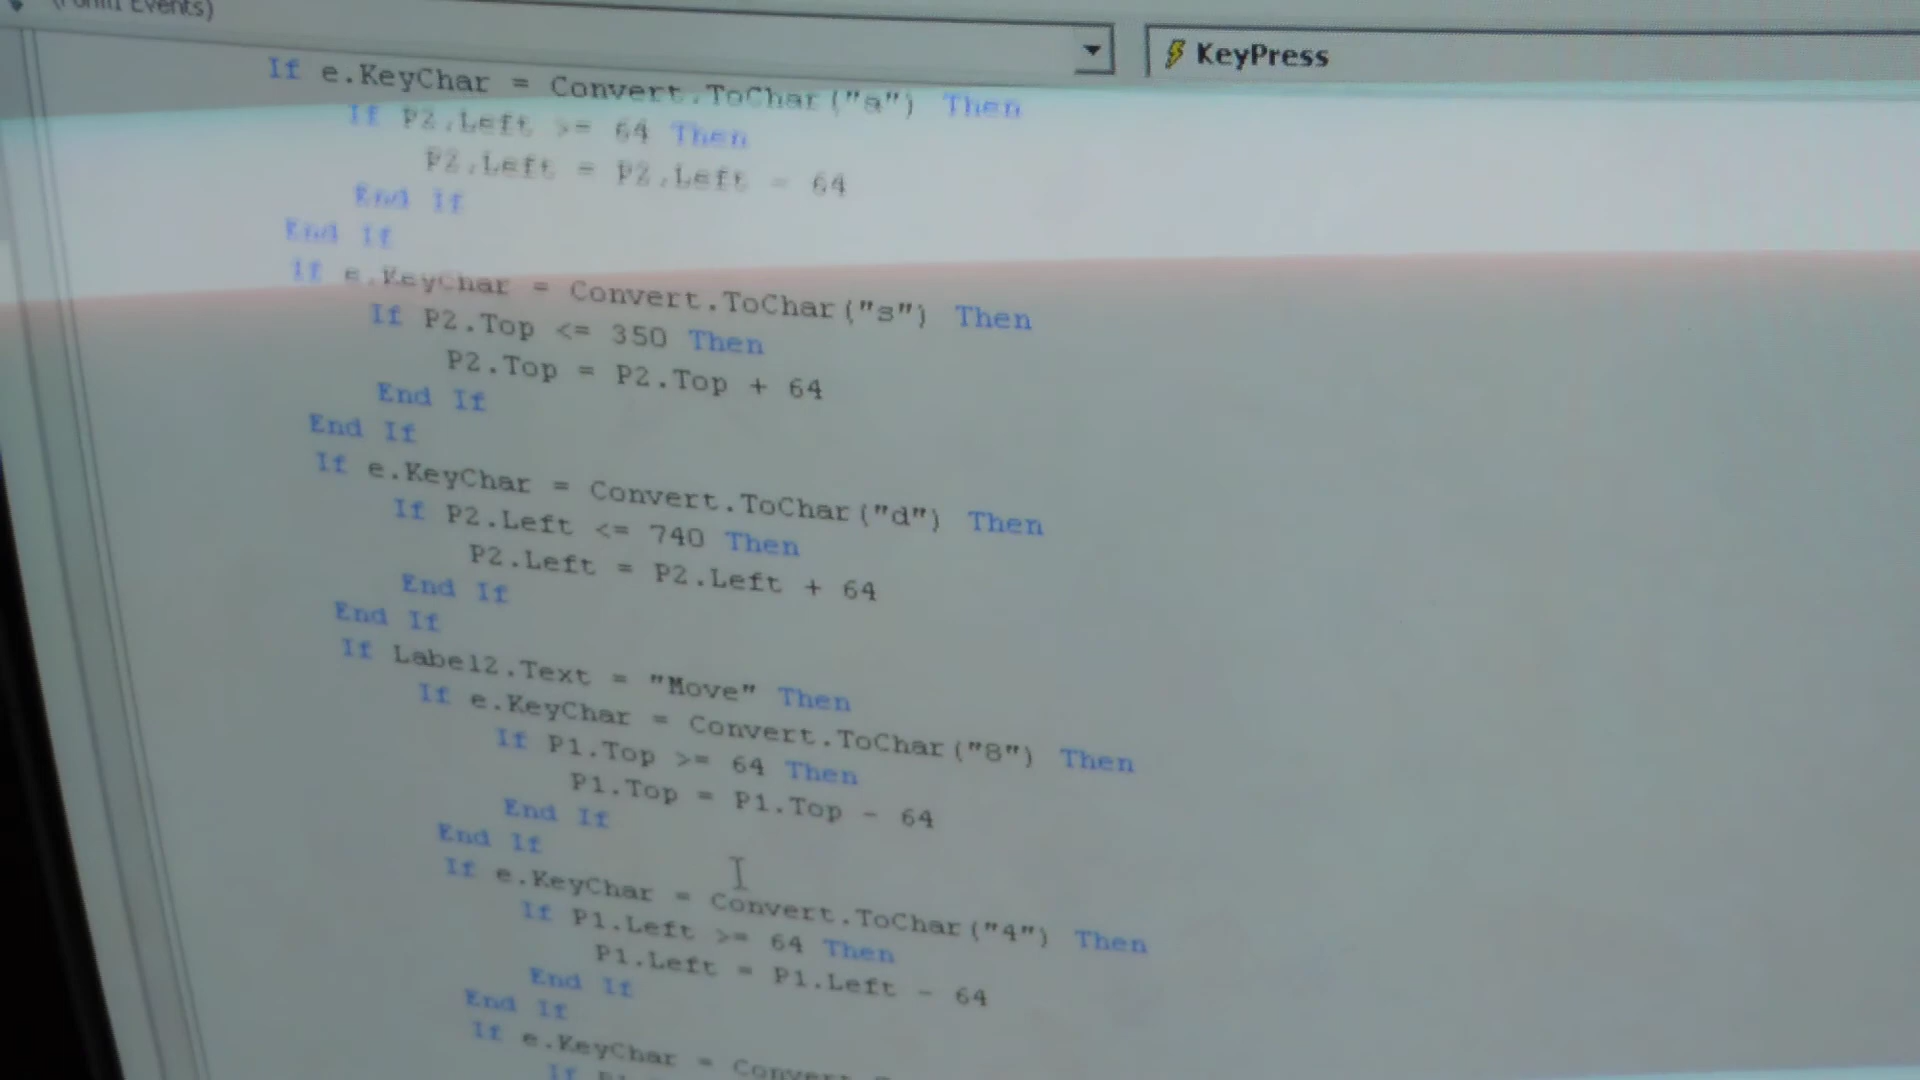 (Form1 Events)
KeyPress
If e.KeyChar = Convert.ToChar("a") Then
If P2.Left >= 64 Then
P2.Left = P2.Left - 64
End If
End If
If e.KeyChar = Convert.ToChar("s") Then
If P2.Top <= 350 Then
P2.Top = P2.Top + 64
End If
End If
If e.KeyChar = Convert.ToChar("d") Then
If P2.Left <= 740 Then
P2.Left = P2.Left + 64
End If
End If
If Label2.Text = "Move" Then
If e.KeyChar = Convert.ToChar("8") Then
If P1.Top >= 64 Then
P1.Top = P1.Top - 64
End If
End If
If e.KeyChar = Convert.ToChar("4") Then
If P1.Left >= 64 Then
P1.Left = P1.Left - 64
End If
End If
If e.KeyChar = Conver
If